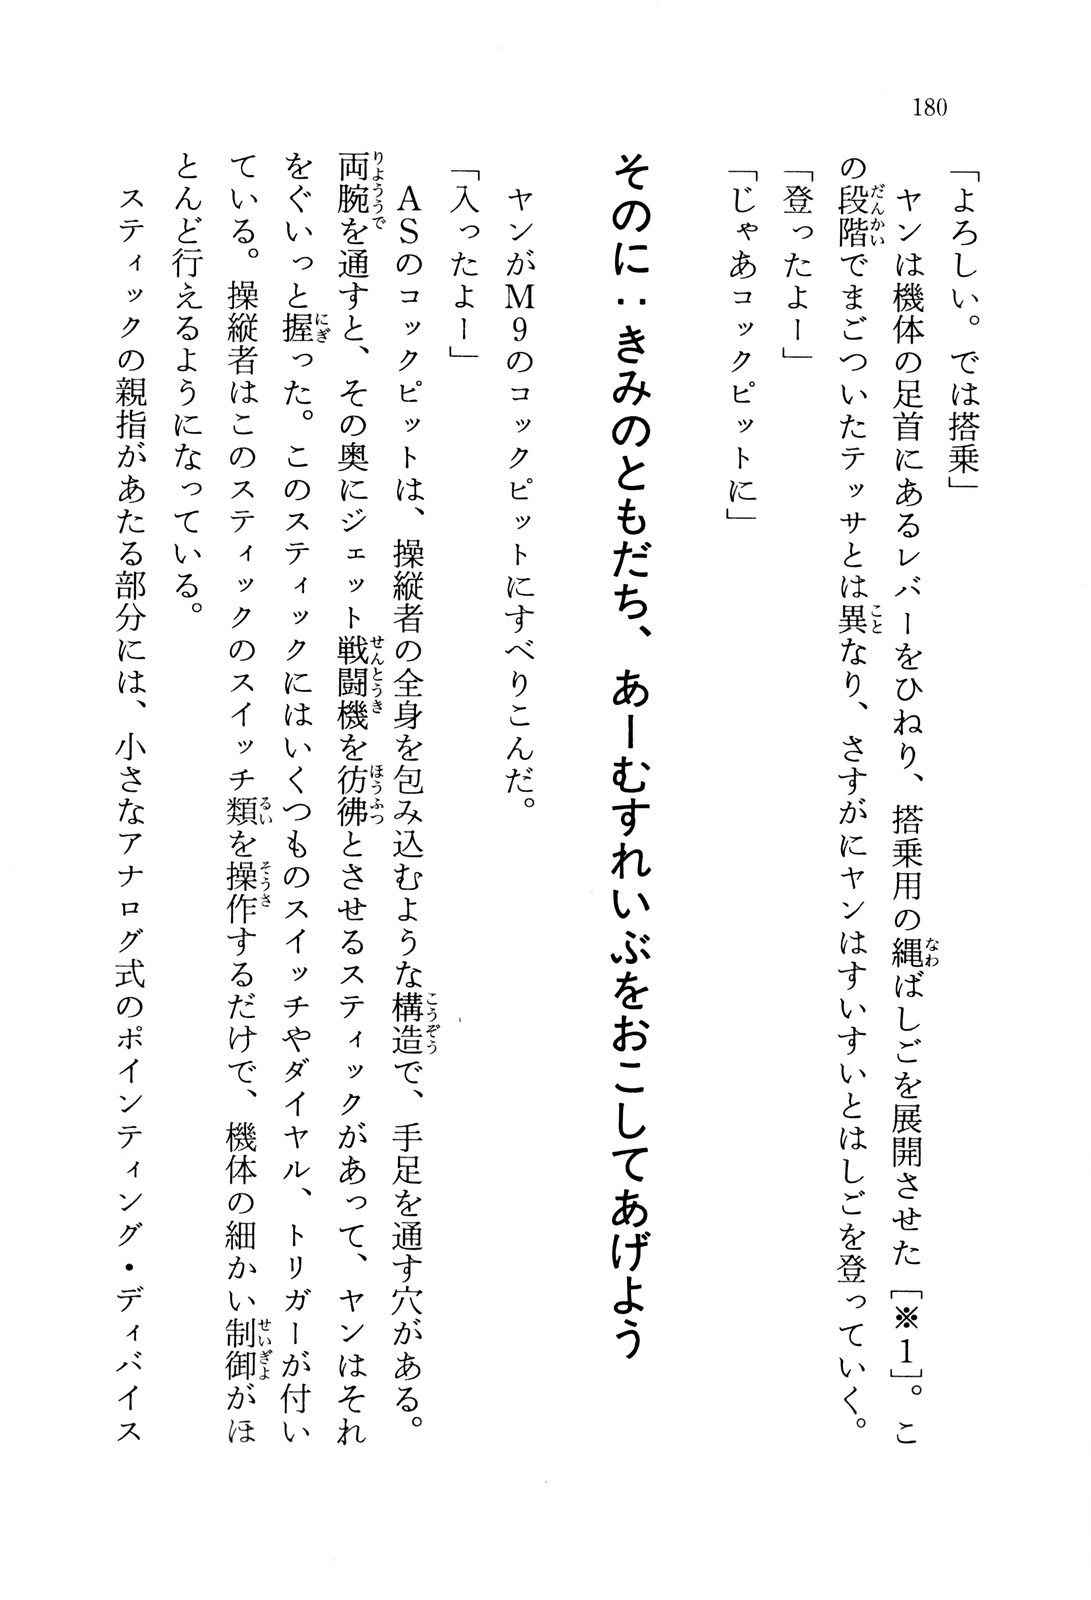 180
「よろしい。では搭乗」
　ヤンは機体の足首にあるレバーをひねり、搭乗用の縄ばしごを展開させた［※１］。こ
の段階でまごついたテッサとは異なり、さすがにヤンはすいすいとはしごを登っていく。
「登ったよー」
「じゃあコックピットに」
そのに：きみのともだち、あーむすれいぶをおこしてあげよう
　ヤンがＭ９のコックピットにすべりこんだ。
「入ったよー」
　ＡＳのコックピットは、操縦者の全身を包み込むような構造で、手足を通す穴がある。
両腕を通すと、その奥にジェット戦闘機を彷彿とさせるスティックがあって、ヤンはそれ
をぐいっと握った。このスティックにはいくつものスイッチやダイヤル、トリガーが付い
ている。操縦者はこのスティックのスイッチ類を操作するだけで、機体の細かい制御がほ
とんど行えるようになっている。
　スティックの親指があたる部分には、小さなアナログ式のポインティング・ディバイス